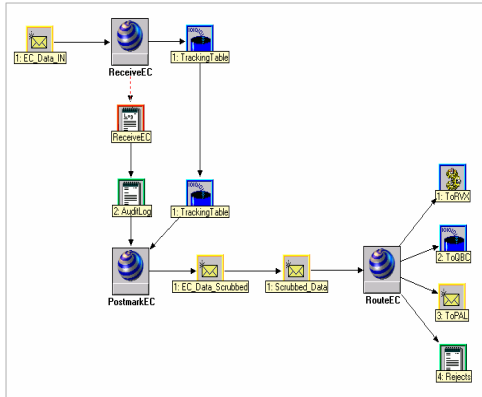 1: EC_Data_IN
ReceiveEC
1: TrackingTable
ReceiveEC
2: AuditLog
1: TrackingTable
PostmarkEC
1: EC_Data_Scrubbed
1: Scrubbed_Data
RouteEC
1: ToRVX
2: ToQBC
3: ToPAL
4: Rejects